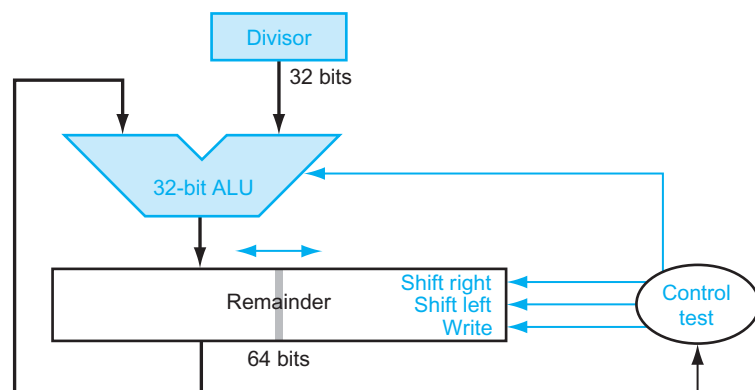 Divisor
32 bits
32-bit ALU
Remainder
Shift right
Shift left
Write
Control
test
64 bits